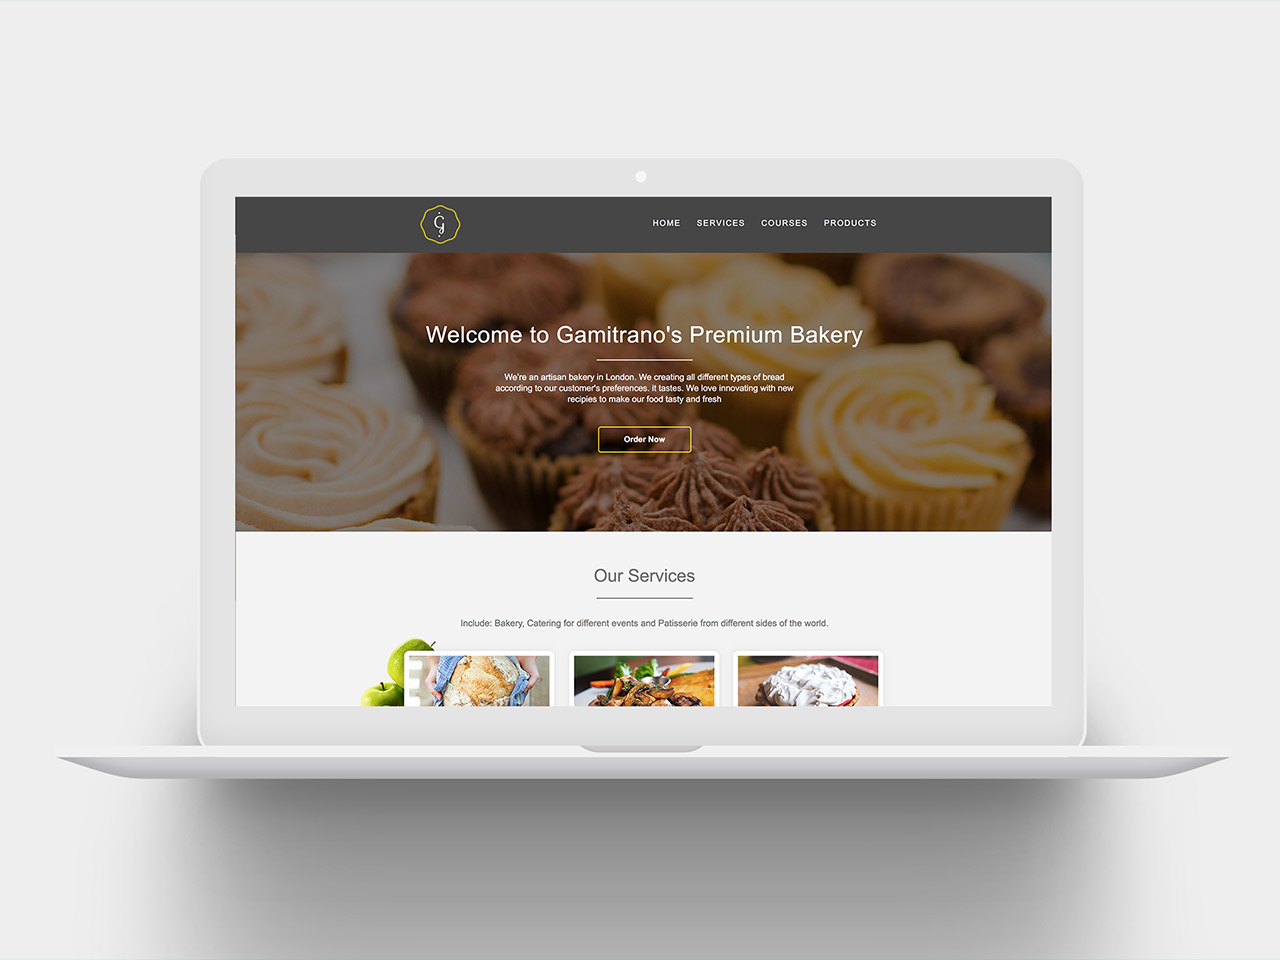 G
HOME SERVICES COURSES PRODUCTS
Welcome to Gamitrano's Premium Bakery
We're an artisan bakery in London. We creating all different types of bread
according to our customer's preferences. it tastes. We love innovating with new
recipies to make our food tasty and fresh
Order Now
Our Services
Include: Bakery, Catering for different events and Patisserie from different sides of the world.